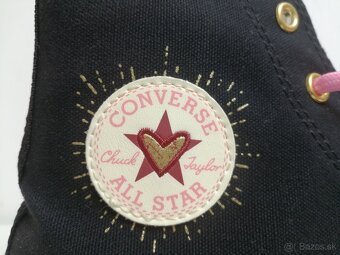 CONVERSE
Chuck Taylor
ALL STAR
Bazos.sk